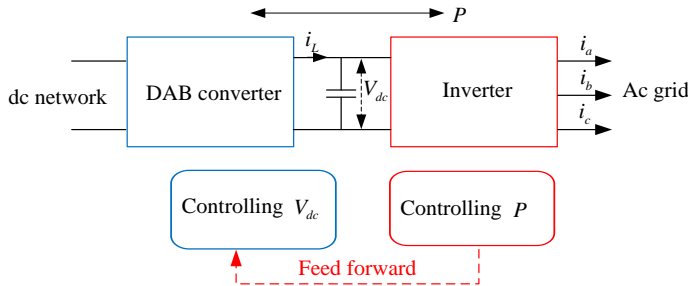 P
i_L
i_a
dc network
DAB converter
V_dc
Inverter
i_b
Ac grid
i_c
Controlling V_dc
Controlling P
Feed forward